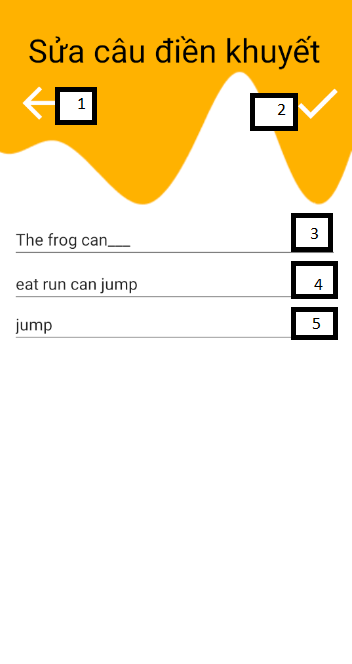 Sửa câu điền khuyết
1
2
The frog can___
3
eat run can jump
4
jump
5